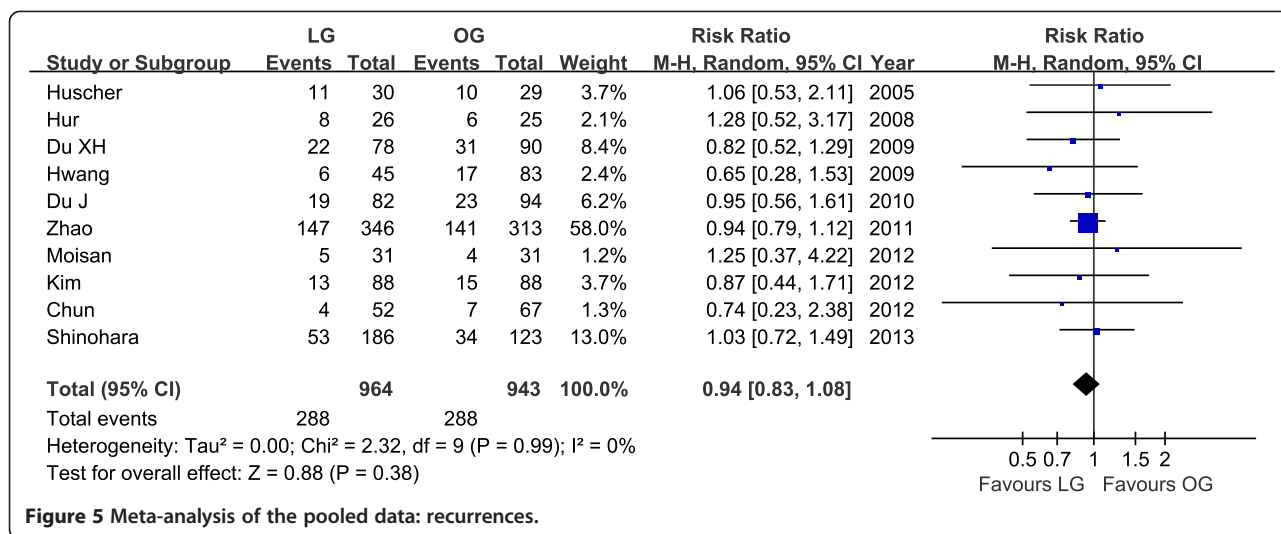 LG OG Risk Ratio Risk Ratio
Study or Subgroup Events Total Events Total Weight M-H, Random, 95% CI Year M-H, Random, 95% CI
Huscher 11 30 10 29 3.7% 1.06 [0.53, 2.11] 2005
Hur 8 26 6 25 2.1% 1.28 [0.52, 3.17] 2008
Du XH 22 78 31 90 8.4% 0.82 [0.52, 1.29] 2009
Hwang 6 45 17 83 2.4% 0.65 [0.28, 1.53] 2009
Du J 19 82 23 94 6.2% 0.95 [0.56, 1.61] 2010
Zhao 147 346 141 313 58.0% 0.94 [0.79, 1.12] 2011
Moisan 5 31 4 31 1.2% 1.25 [0.37, 4.22] 2012
Kim 13 88 15 88 3.7% 0.87 [0.44, 1.71] 2012
Chun 4 52 7 67 1.3% 0.74 [0.23, 2.38] 2012
Shinohara 53 186 34 123 13.0% 1.03 [0.72, 1.49] 2013
Total (95% CI) 964 943 100.0% 0.94 [0.83, 1.08]
Total events 288 288
Heterogeneity: Tau² = 0.00; Chi² = 2.32, df = 9 (P = 0.99); I² = 0%
Test for overall effect: Z = 0.88 (P = 0.38)
0.5 0.7 1 1.5 2
Favours LG Favours OG
Figure 5 Meta-analysis of the pooled data: recurrences.